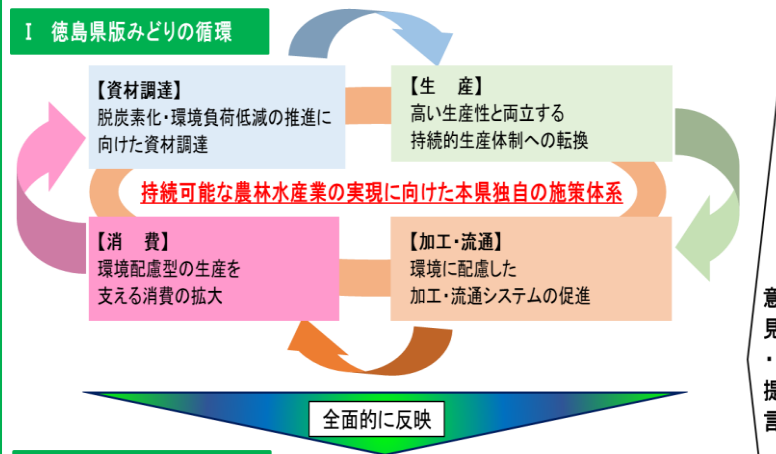 Ⅰ 徳島県版みどりの循環
【資材調達】
脱炭素化・環境負荷低減の推進に
向けた資材調達
【生　産】
高い生産性と両立する
持続的生産体制への転換
持続可能な農林水産業の実現に向けた本県独自の施策体系
【消　費】
環境配慮型の生産を
支える消費の拡大
【加工・流通】
環境に配慮した
加工・流通システムの促進
全面的に反映
意見・提言